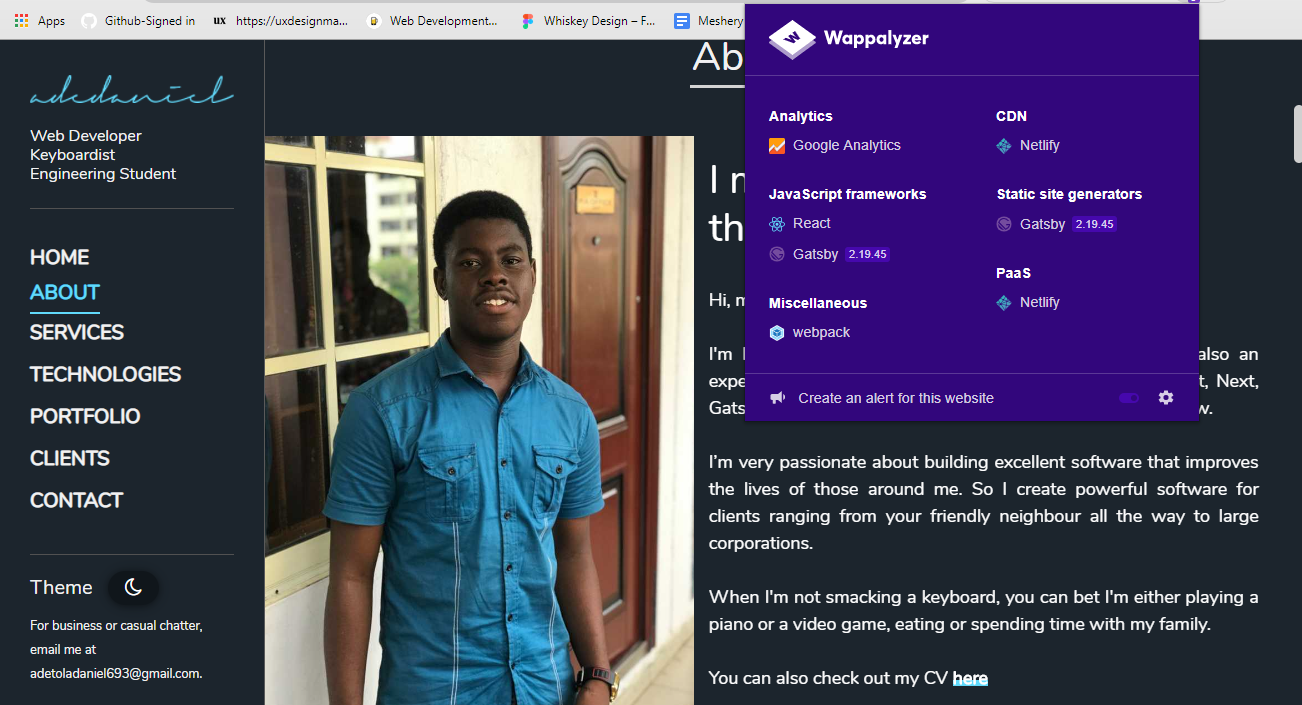 Apps
Github-Signed in
ux https://uxdesignma...
Web Development...
Whiskey Design – F...
Meshery
adedaniel
Web Developer
Keyboardist
Engineering Student
HOME
ABOUT
SERVICES
TECHNOLOGIES
PORTFOLIO
CLIENTS
CONTACT
Theme
For business or casual chatter,
email me at
adetoladaniel693@gmail.com.
Ab
I
th
Hi,
I'm
also an
expe
t, Next,
Gats
w.
I’m very passionate about building excellent software that improves
the lives of those around me. So I create powerful software for
clients ranging from your friendly neighbour all the way to large
corporations.
When I'm not smacking a keyboard, you can bet I'm either playing a
piano or a video game, eating or spending time with my family.
You can also check out my CV here
Wappalyzer
Analytics
Google Analytics
JavaScript frameworks
React
Gatsby 2.19.45
Miscellaneous
webpack
CDN
Netlify
Static site generators
Gatsby 2.19.45
PaaS
Netlify
Create an alert for this website